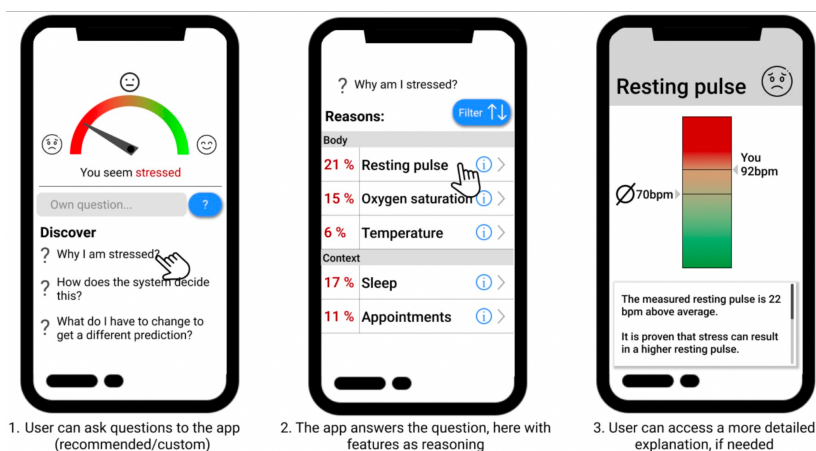 You seem stressed
Own question...
?
Discover
? Why I am stressed?
? How does the system decide
this?
? What do I have to change to
get a different prediction?
1. User can ask questions to the app
(recommended/custom)
? Why am I stressed?
Reasons:
Filter
Body
21 % Resting pulse
15 % Oxygen saturation
6 % Temperature
Context
17 % Sleep
11 % Appointments
2. The app answers the question, here with
features as reasoning
Resting pulse
You
92bpm
Ø70bpm
The measured resting pulse is 22
bpm above average.
It is proven that stress can result
in a higher resting pulse.
3. User can access a more detailed
explanation, if needed